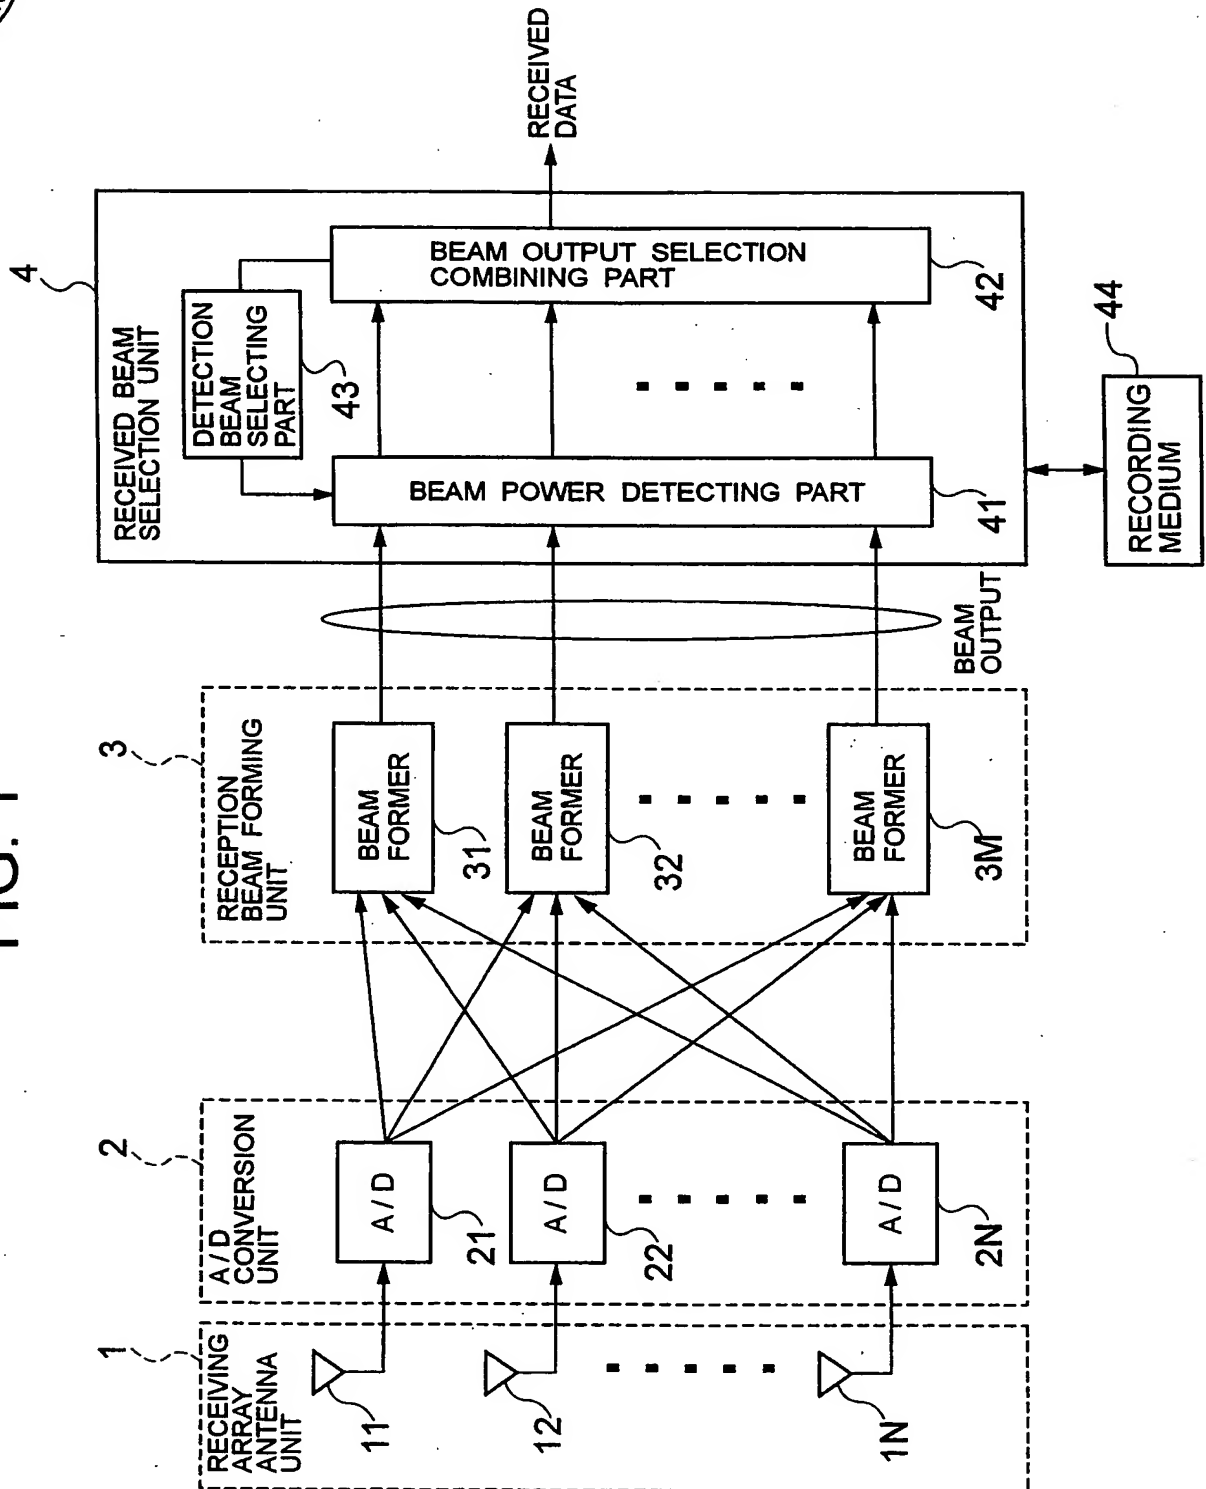 FIG. 1
1
RECEIVING
ARRAY
ANTENNA
UNIT
11
12
1N
2
A/D
CONVERSION
UNIT
A/D
21
A/D
22
A/D
2N
3
RECEPTION
BEAM FORMING
UNIT
BEAM
FORMER
31
BEAM
FORMER
32
BEAM
FORMER
3M
BEAM
OUTPUT
4
RECEIVED BEAM
SELECTION UNIT
DETECTION
BEAM
SELECTING
PART
43
BEAM POWER DETECTING PART
41
BEAM OUTPUT SELECTION
COMBINING PART
42
RECEIVED
DATA
RECORDING
MEDIUM
44